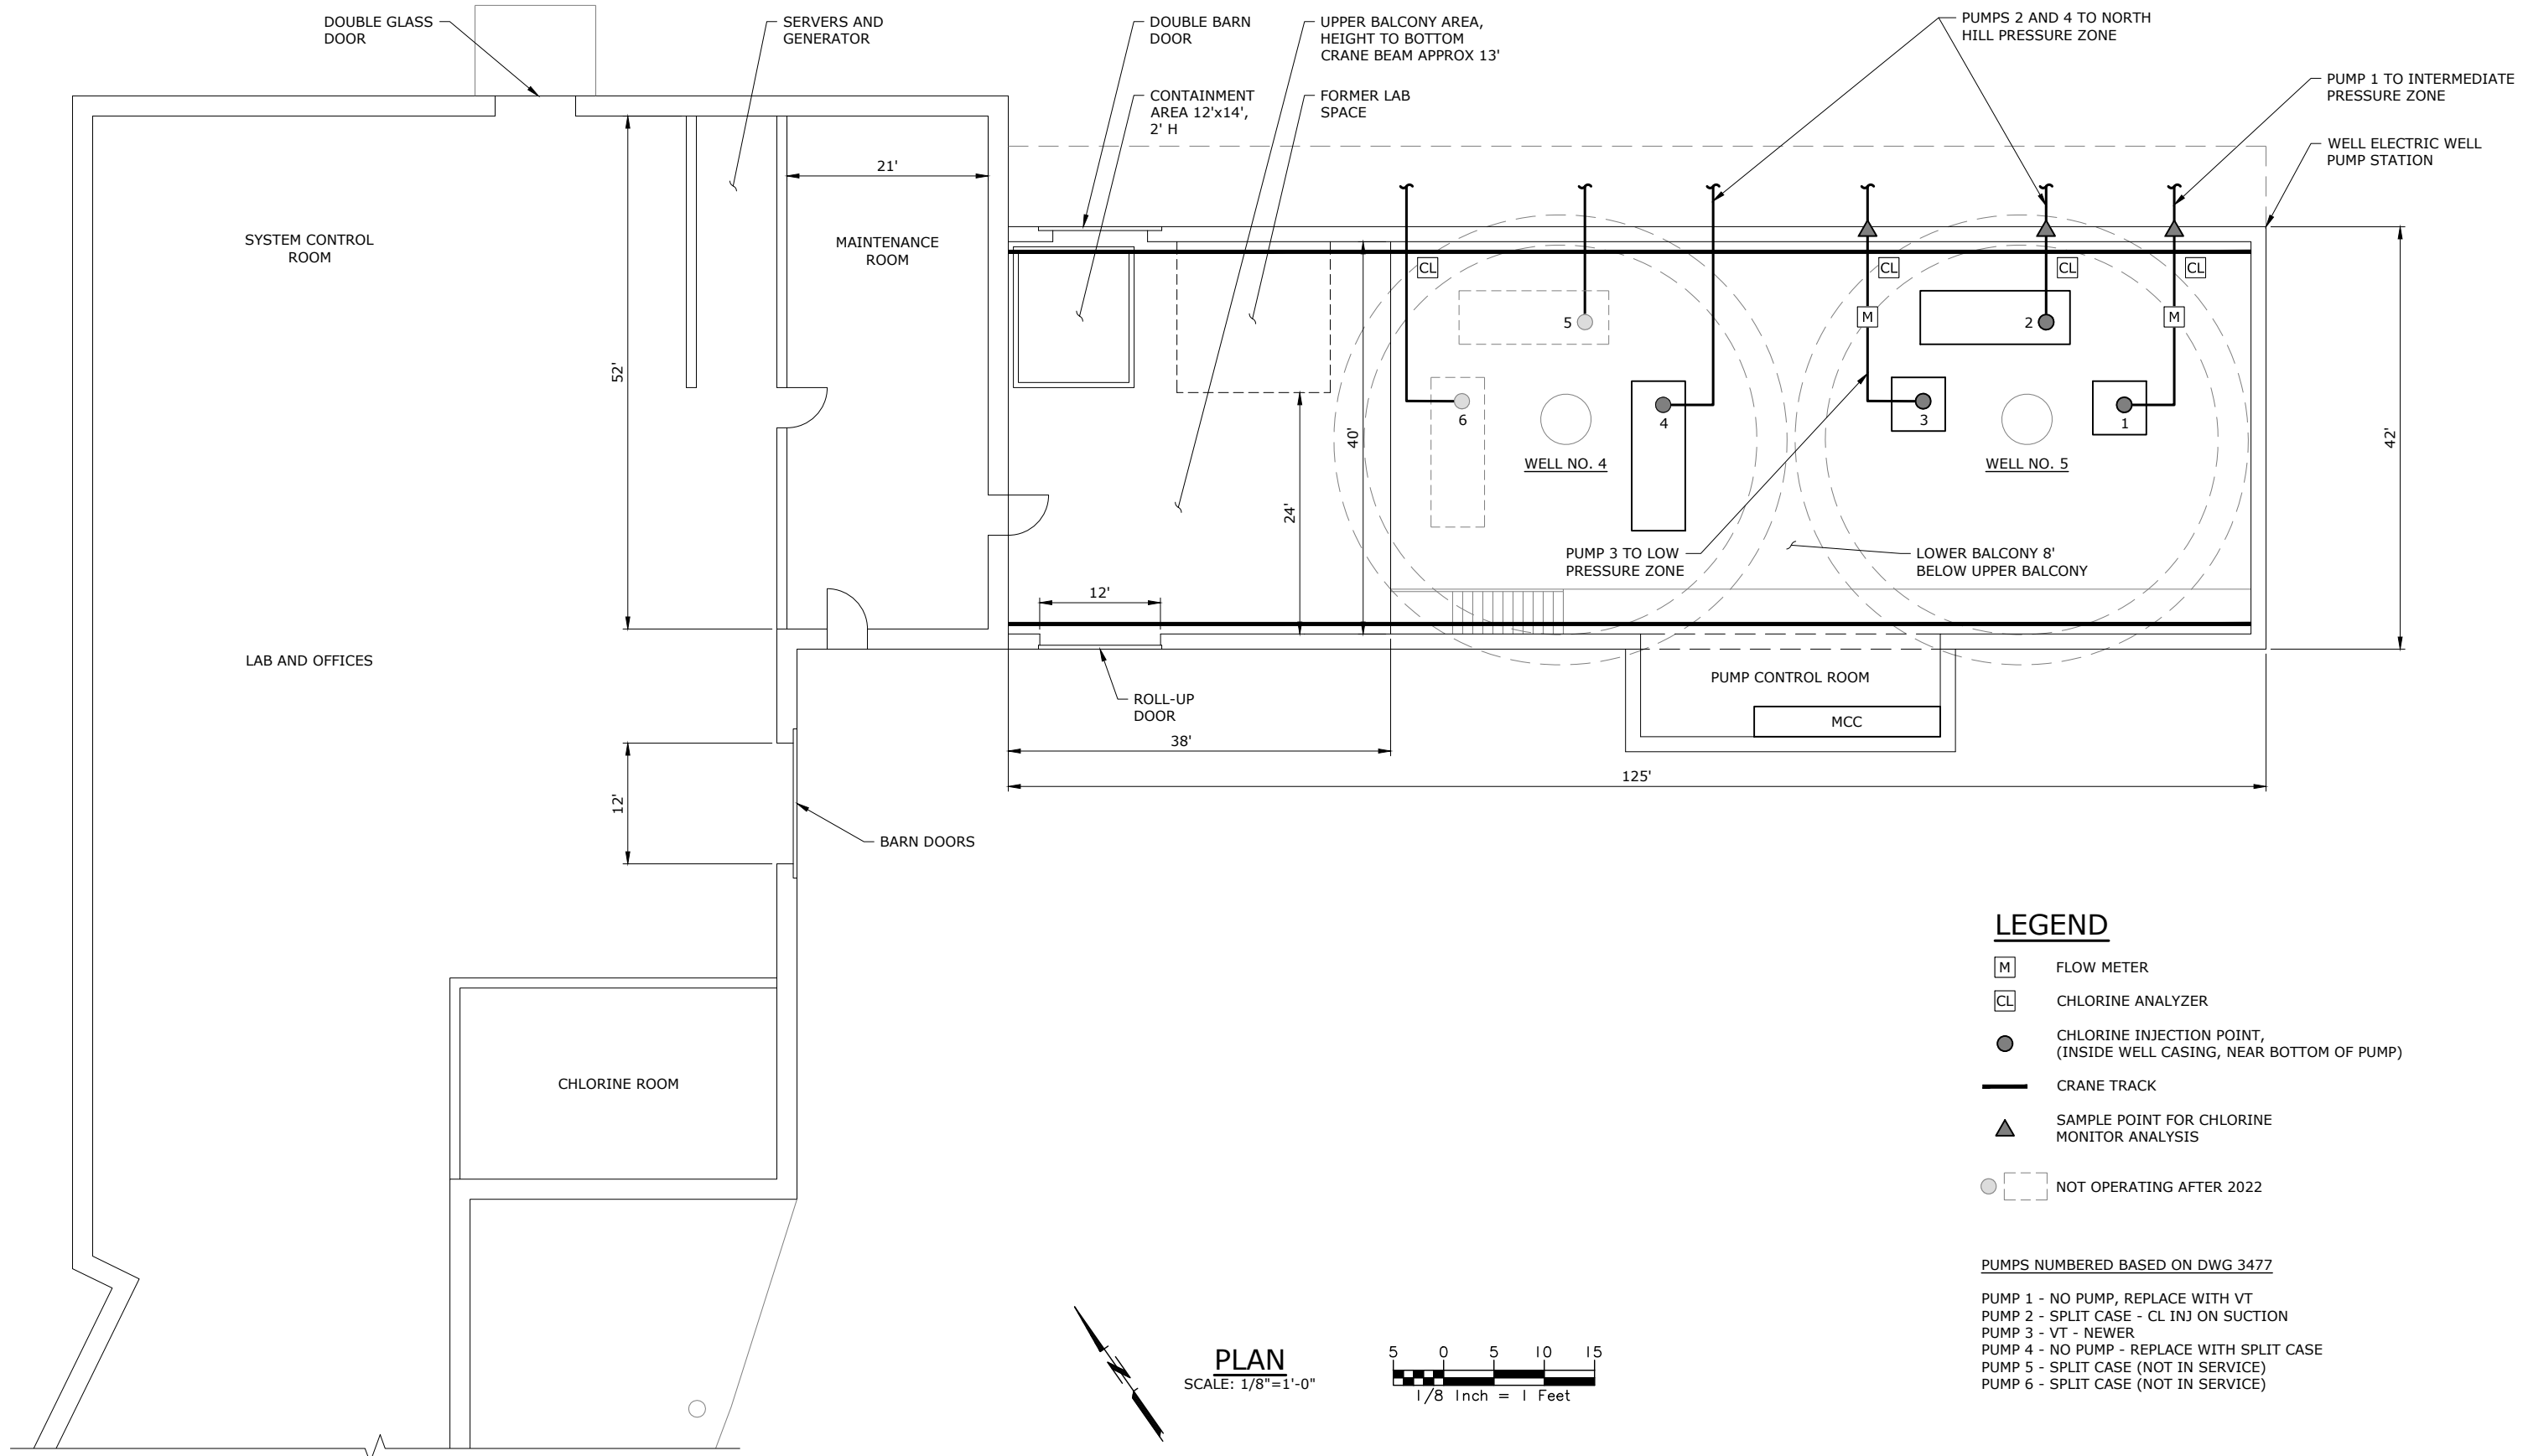 DOUBLE GLASS
DOOR
SERVERS AND
GENERATOR
DOUBLE BARN
DOOR
UPPER BALCONY AREA,
HEIGHT TO BOTTOM
CRANE BEAM APPROX 13'
PUMPS 2 AND 4 TO NORTH
HILL PRESSURE ZONE
PUMP 1 TO INTERMEDIATE
PRESSURE ZONE
CONTAINMENT
AREA 12'x14',
2' H
FORMER LAB
SPACE
WELL ELECTRIC WELL
PUMP STATION
21'
SYSTEM CONTROL
ROOM
MAINTENANCE
ROOM
CL
CL
CL
CL
M
M
5
2
52'
6
4
3
1
40'
42'
WELL NO. 4
WELL NO. 5
24'
PUMP 3 TO LOW
PRESSURE ZONE
LOWER BALCONY 8'
BELOW UPPER BALCONY
12'
LAB AND OFFICES
PUMP CONTROL ROOM
ROLL-UP
DOOR
MCC
38'
125'
12'
BARN DOORS
CHLORINE ROOM
LEGEND
M FLOW METER
CL CHLORINE ANALYZER
CHLORINE INJECTION POINT,
(INSIDE WELL CASING, NEAR BOTTOM OF PUMP)
CRANE TRACK
SAMPLE POINT FOR CHLORINE
MONITOR ANALYSIS
NOT OPERATING AFTER 2022
PUMPS NUMBERED BASED ON DWG 3477
PUMP 1 - NO PUMP, REPLACE WITH VT
PUMP 2 - SPLIT CASE - CL INJ ON SUCTION
PUMP 3 - VT - NEWER
PUMP 4 - NO PUMP - REPLACE WITH SPLIT CASE
PUMP 5 - SPLIT CASE (NOT IN SERVICE)
PUMP 6 - SPLIT CASE (NOT IN SERVICE)
N
PLAN
SCALE: 1/8"=1'-0"
5 0 5 10 15
1/8 Inch = 1 Feet